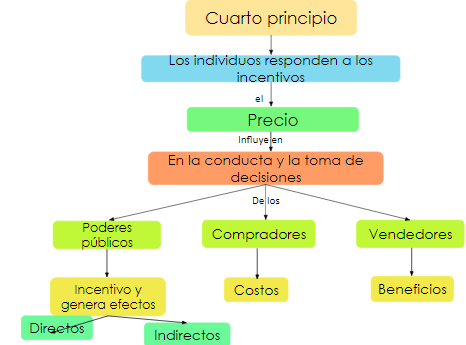 Cuarto principio
Los individuos responden a los
incentivos
el
Precio
Influye en
En la conducta y la toma de
decisiones
De los
Poderes
públicos
Compradores
Vendedores
Incentivo y
genera efectos
Costos
Beneficios
Directos
Indirectos